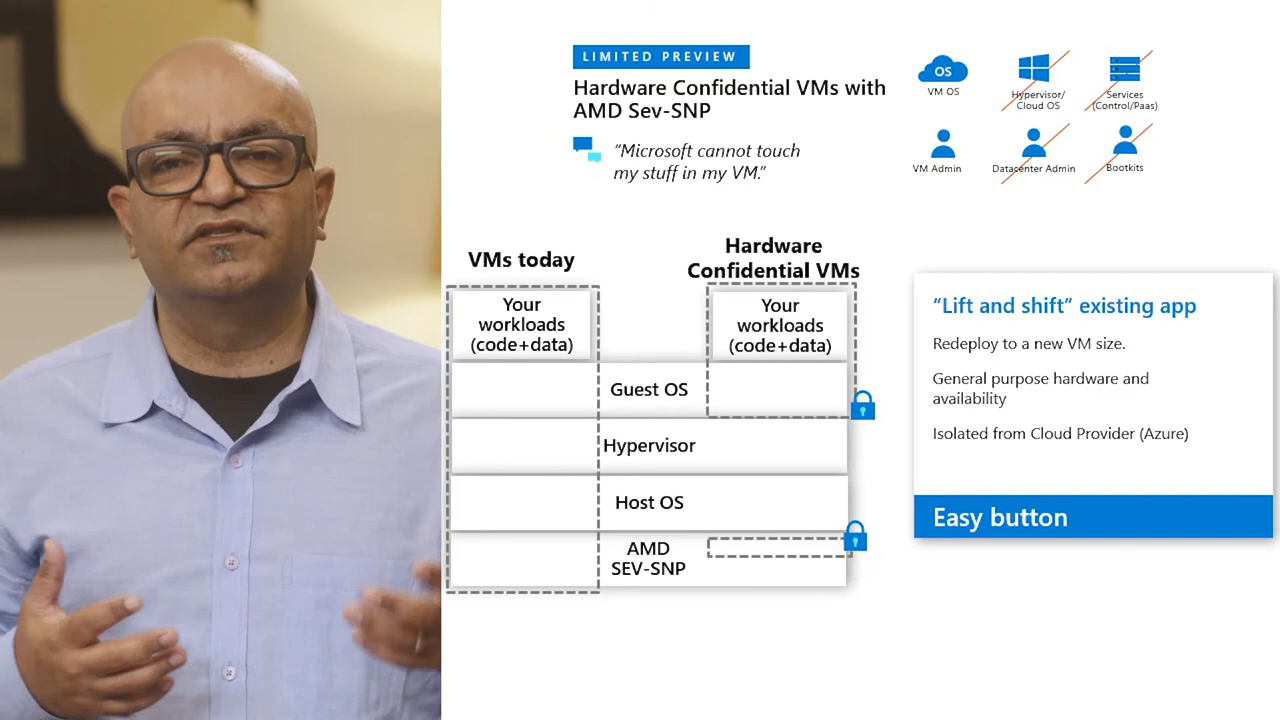 LIMITED PREVIEW
Hardware Confidential VMs with
AMD Sev-SNP
“Microsoft cannot touch
my stuff in my VM.”
OS
VM OS
Hypervisor/
Cloud OS
Services
(Control/Paas)
VM Admin
Datacenter Admin
Bootkits
VMs today
Hardware
Confidential VMs
Your
workloads
(code+data)
Your
workloads
(code+data)
Guest OS
Hypervisor
Host OS
AMD
SEV-SNP
“Lift and shift” existing app
Redeploy to a new VM size.
General purpose hardware and
availability
Isolated from Cloud Provider (Azure)
Easy button